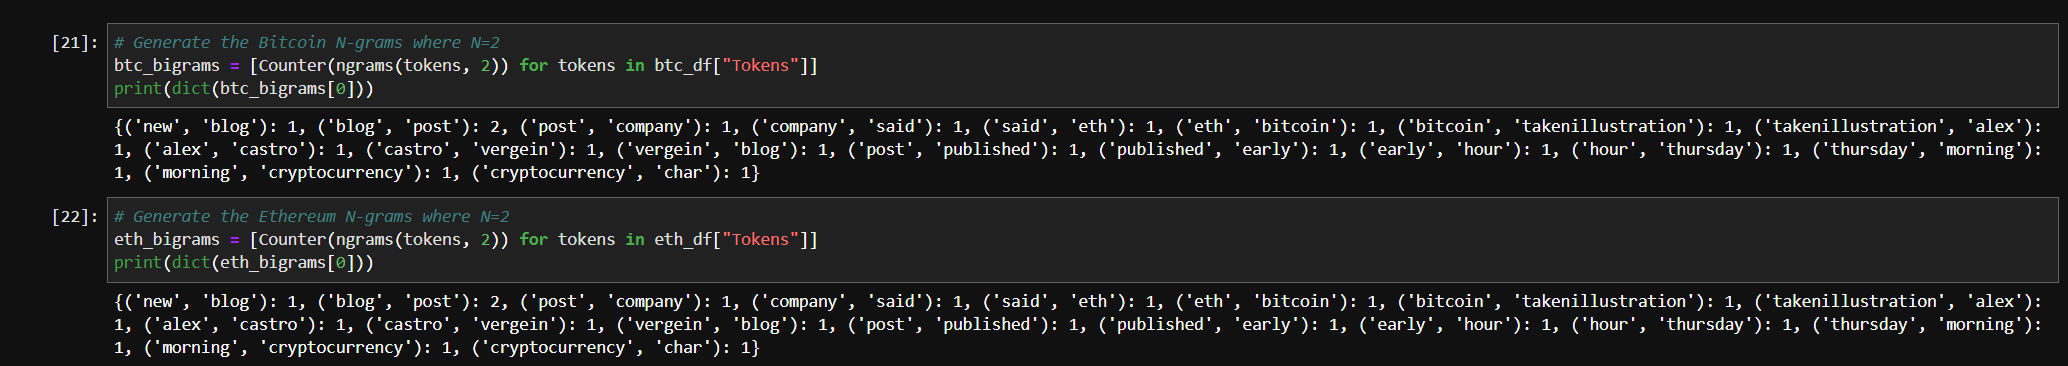 [21]:
# Generate the Bitcoin N-grams where N=2
btc_bigrams = [Counter(ngrams(tokens, 2)) for tokens in btc_df["Tokens"]]
print(dict(btc_bigrams[0]))
{('new', 'blog'): 1, ('blog', 'post'): 2, ('post', 'company'): 1, ('company', 'said'): 1, ('said', 'eth'): 1, ('eth', 'bitcoin'): 1, ('bitcoin', 'takenillustration'): 1, ('takenillustration', 'alex'):
1, ('alex', 'castro'): 1, ('castro', 'vergein'): 1, ('vergein', 'blog'): 1, ('post', 'published'): 1, ('published', 'early'): 1, ('early', 'hour'): 1, ('hour', 'thursday'): 1, ('thursday', 'morning'):
1, ('morning', 'cryptocurrency'): 1, ('cryptocurrency', 'char'): 1}
[22]:
# Generate the Ethereum N-grams where N=2
eth_bigrams = [Counter(ngrams(tokens, 2)) for tokens in eth_df["Tokens"]]
print(dict(eth_bigrams[0]))
{('new', 'blog'): 1, ('blog', 'post'): 2, ('post', 'company'): 1, ('company', 'said'): 1, ('said', 'eth'): 1, ('eth', 'bitcoin'): 1, ('bitcoin', 'takenillustration'): 1, ('takenillustration', 'alex'):
1, ('alex', 'castro'): 1, ('castro', 'vergein'): 1, ('vergein', 'blog'): 1, ('post', 'published'): 1, ('published', 'early'): 1, ('early', 'hour'): 1, ('hour', 'thursday'): 1, ('thursday', 'morning'):
1, ('morning', 'cryptocurrency'): 1, ('cryptocurrency', 'char'): 1}